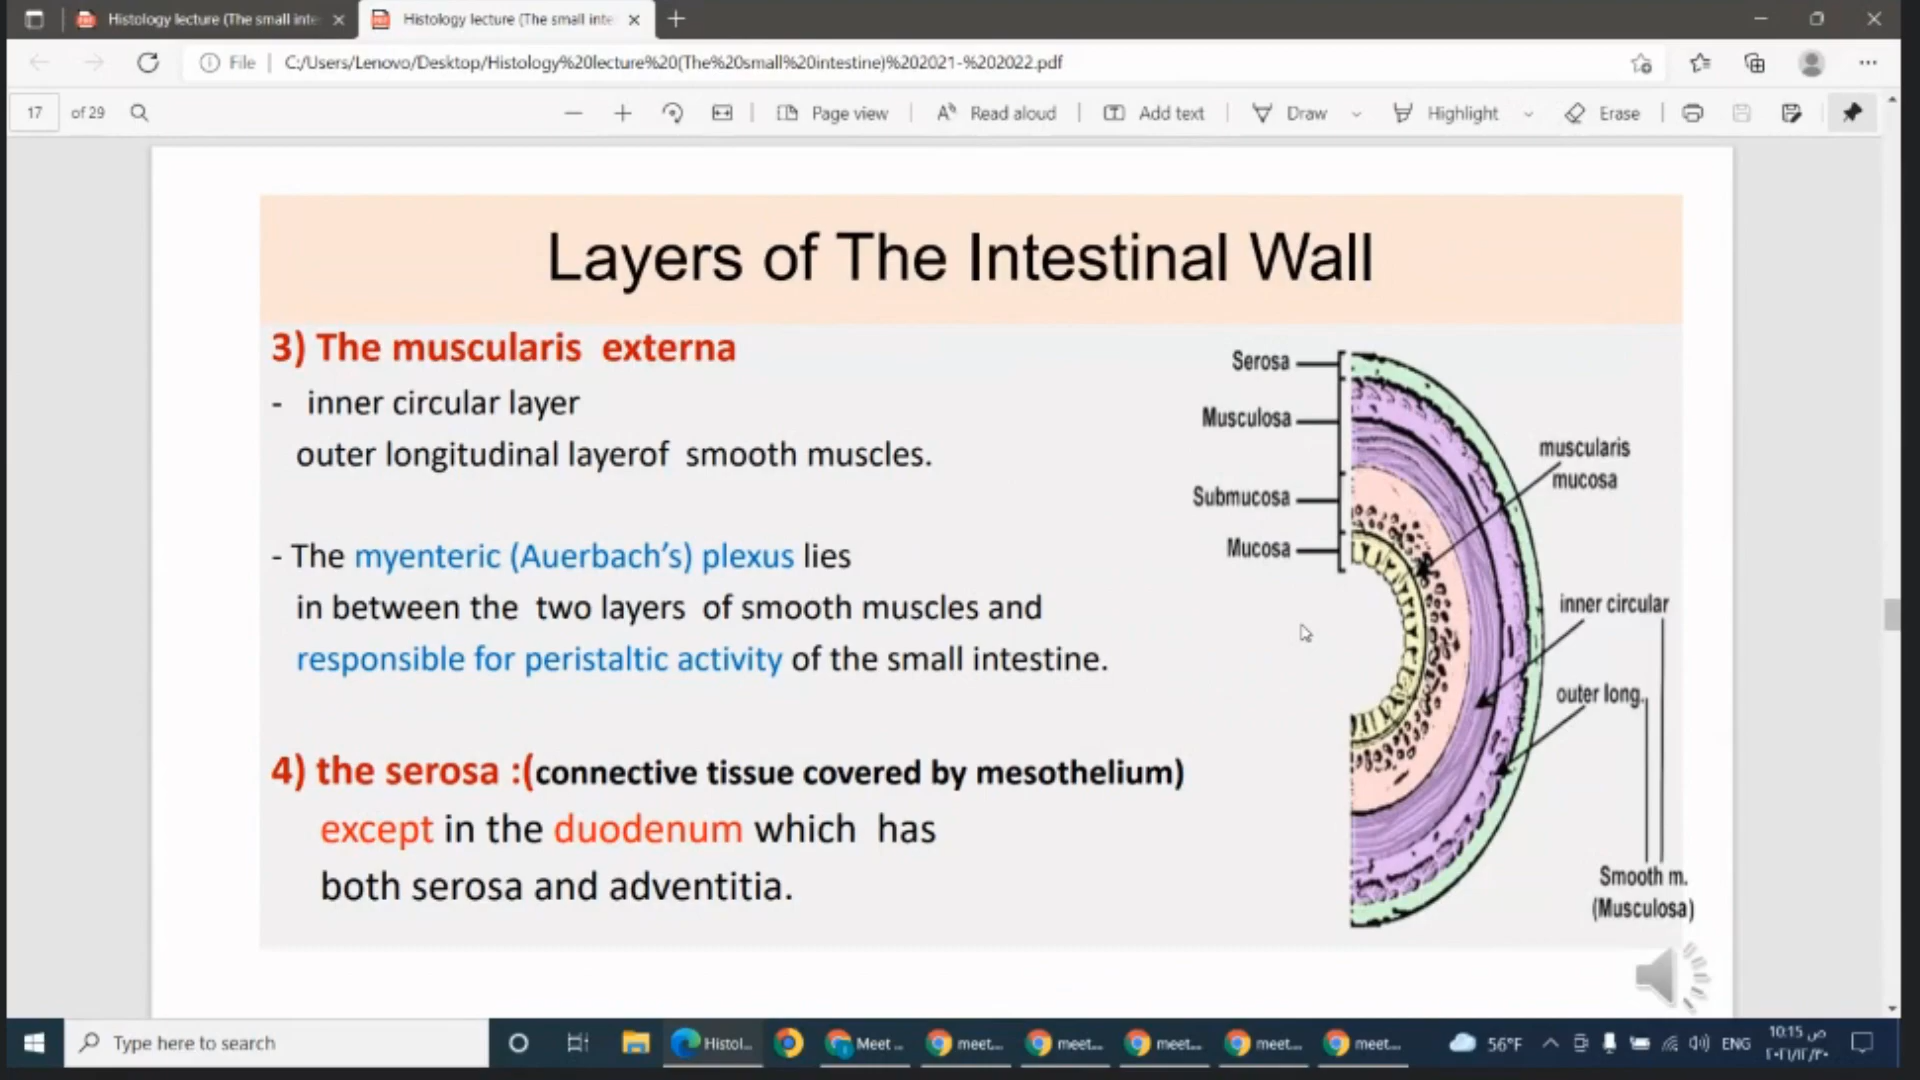 Histology lecture (The small inte
Histology lecture (The small inte
File
C:/Users/Lenovo/Desktop/Histology%20lecture%20(The%20small%20intestine)%202021-%202022.pdf
17 of 29
Page view
Read aloud
Add text
Draw
Highlight
Erase
Layers of The Intestinal Wall
3) The muscularis externa
- inner circular layer
outer longitudinal layerof smooth muscles.
- The myenteric (Auerbach's) plexus lies
in between the two layers of smooth muscles and
responsible for peristaltic activity of the small intestine.
4) the serosa :(connective tissue covered by mesothelium)
except in the duodenum which has
both serosa and adventitia.
Serosa
Musculosa
Submucosa
Mucosa
muscularis
mucosa
inner circular
outer long.
Smooth m.
(Musculosa)
Type here to search
Histol...
Meet ...
meet...
meet...
meet...
meet...
meet...
56°F
ENG
10:15 ص
٢٠٢١/١٢/٣٠